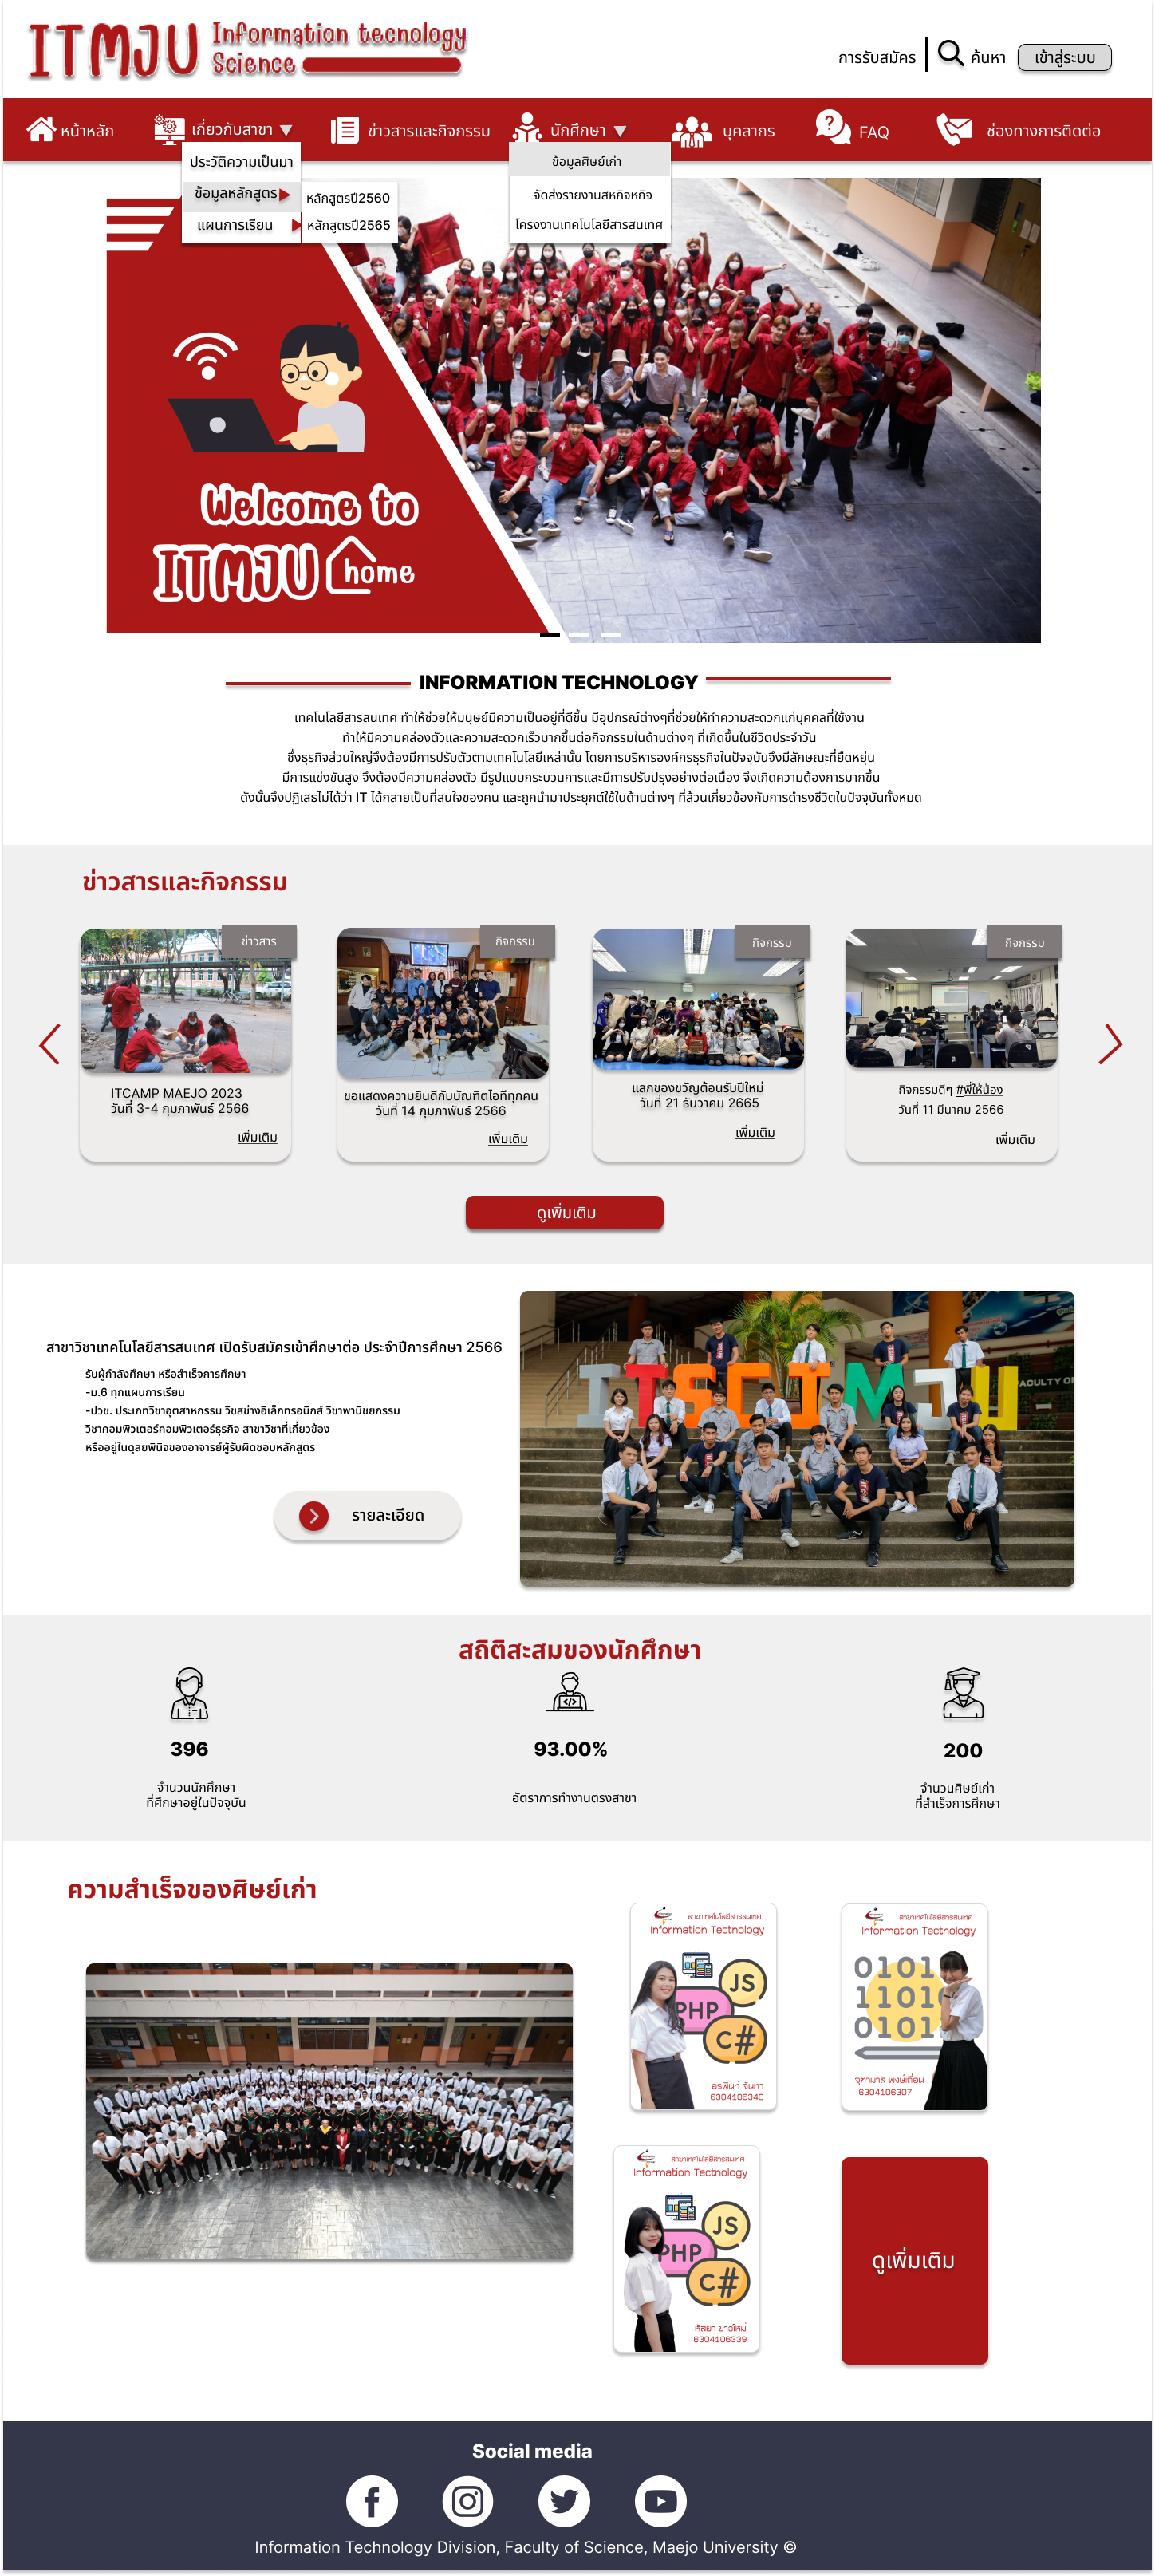 ITMJU
Information tecnology
Science
การรับสมัคร
ค้นหา
เข้าสู่ระบบ
หน้าหลัก
เกี่ยวกับสาขา
ข่าวสารและกิจกรรม
นักศึกษา
บุคลากร
FAQ
ช่องทางการติดต่อ
ประวัติความเป็นมา
ข้อมูลหลักสูตร
แผนการเรียน
หลักสูตรปี2560
หลักสูตรปี2565
ข้อมูลศิษย์เก่า
จัดส่งรายงานสหกิจหกิจ
โครงงานเทคโนโลยีสารสนเทศ
Welcome to
ITMJU home
INFORMATION TECHNOLOGY
เทคโนโลยีสารสนเทศ ทำให้ช่วยให้มนุษย์มีความเป็นอยู่ที่ดีขึ้น มีอุปกรณ์ต่างๆที่ช่วยให้ทำความสะดวกแก่บุคคลที่ใช้งาน
ทำให้มีความคล่องตัวและความสะดวกเร็วมากขึ้นต่อกิจกรรมในด้านต่างๆ ที่เกิดขึ้นในชีวิตประจำวัน
ซึ่งธุรกิจส่วนใหญ่จึงต้องมีการปรับตัวตามเทคโนโลยีเหล่านั้น โดยการบริหารองค์กรธุรกิจในปัจจุบันจึงมีลักษณะที่ยืดหยุ่น
มีการแข่งขันสูง จึงต้องมีความคล่องตัว มีรูปแบบกระบวนการและมีการปรับปรุงอย่างต่อเนื่อง จึงเกิดความต้องการมากขึ้น
ดังนั้นจึงปฏิเสธไม่ได้ว่า IT ได้กลายเป็นที่สนใจของคน และถูกนำมาประยุกต์ใช้ในด้านต่างๆ ที่ล้วนเกี่ยวข้องกับการดำรงชีวิตในปัจจุบันทั้งหมด
ข่าวสารและกิจกรรม
ข่าวสาร
กิจกรรม
กิจกรรม
กิจกรรม
ITCAMP MAEJO 2023
วันที่ 3-4 กุมภาพันธ์ 2566
เพิ่มเติม
ขอแสดงความยินดีกับบัณฑิตไอทีทุกคน
วันที่ 14 กุมภาพันธ์ 2566
เพิ่มเติม
แลกของขวัญต้อนรับปีใหม่
วันที่ 21 ธันวาคม 2665
เพิ่มเติม
กิจกรรมดีๆ #พี่ให้น้อง
วันที่ 11 มีนาคม 2566
เพิ่มเติม
ดูเพิ่มเติม
สาขาวิชาเทคโนโลยีสารสนเทศ เปิดรับสมัครเข้าศึกษาต่อ ประจำปีการศึกษา 2566
รับผู้กำลังศึกษา หรือสำเร็จการศึกษา
-ม.6 ทุกแผนการเรียน
-ปวช. ประเภทวิชาอุตสาหกรรม วิชสช่างอิเล็กทรอนิกส์ วิชาพานิชยกรรม
วิชาคอมพิวเตอร์คอมพิวเตอร์ธุรกิจ สาขาวิชาที่เกี่ยวข้อง
หรืออยู่ในดุลยพินิจของอาจารย์ผู้รับผิดชอบหลักสูตร
รายละเอียด
ITSCIMJU
FACULTY OF
สถิติสะสมของนักศึกษา
396
จำนวนนักศึกษา
ที่ศึกษาอยู่ในปัจจุบัน
93.00%
อัตราการทำงานตรงสาขา
200
จำนวนศิษย์เก่า
ที่สำเร็จการศึกษา
ความสำเร็จของศิษย์เก่า
สาขาเทคโนโลยีสารสนเทศ
Information Tectnology
JS
PHP
C#
อรพินท์ จันทา
6304106340
สาขาเทคโนโลยีสารสนเทศ
Information Tectnology
0101
1101
0101
จุฑามาส พงษ์เถื่อน
6304106307
สาขาเทคโนโลยีสารสนเทศ
Information Tectnology
JS
PHP
C#
หัสยา ขาวใหม่
6304106339
ดูเพิ่มเติม
Social media
Information Technology Division, Faculty of Science, Maejo University ©